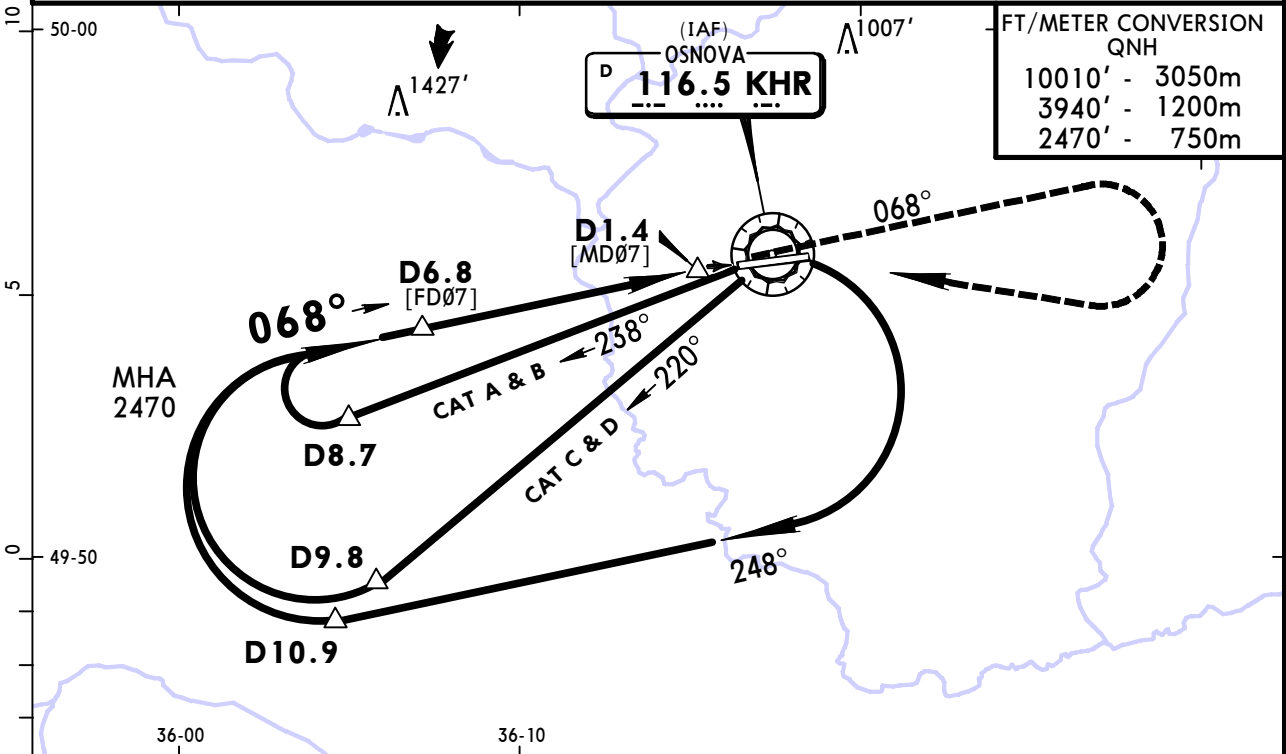 10
50-00
1427'
(IAF)
OSNOVA
D 116.5 KHR
1007'
FT/METER CONVERSION
QNH
10010' - 3050m
3940' - 1200m
2470' - 750m
068°
D1.4
[MDØ7]
D6.8
[FDØ7]
068°
5
238°
CAT A & B
220°
CAT C & D
MHA
2470
D8.7
D9.8
248°
0
49-50
D10.9
36-00
36-10